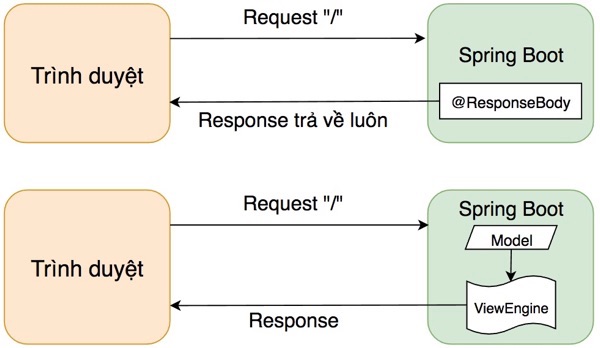 Request "/"
Trình duyệt
Spring Boot
@ResponseBody
Response trả về luôn
Request "/"
Trình duyệt
Spring Boot
Model
ViewEngine
Response